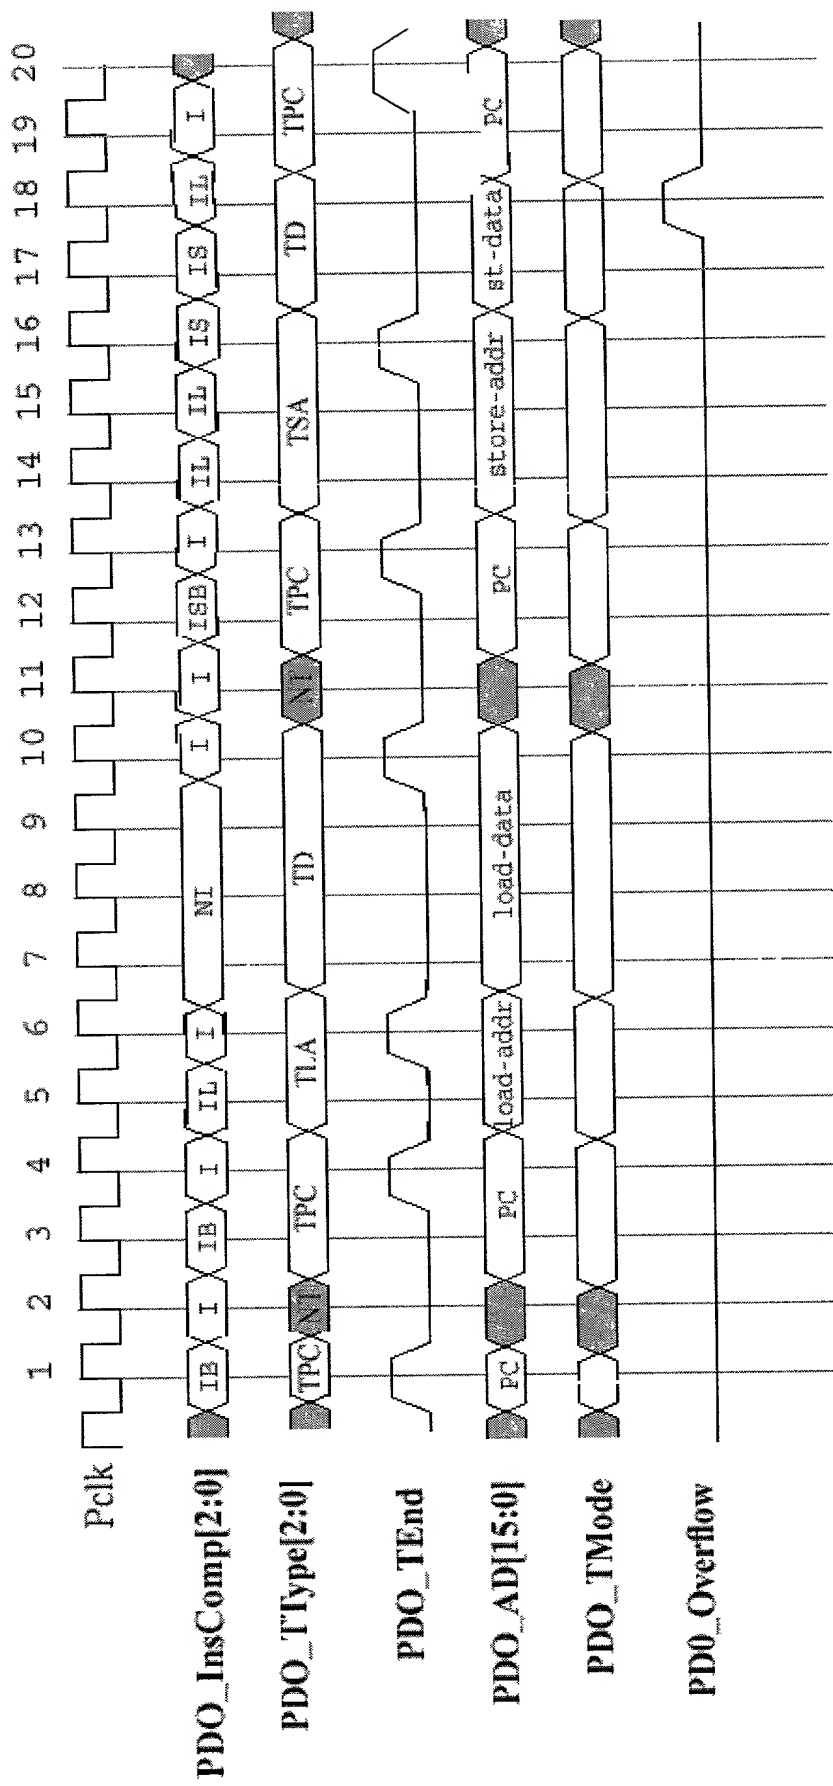 1 2 3 4 5 6 7 8 9 10 11 12 13 14 15 16 17 18 19 20
Pclk
PDO_InsComp[2:0] IB I IB I IL I NI I I ISB I IL IL IS IS IL I
PDO_TType[2:0] TPC NT TPC TLA TD NT TPC TSA TD TPC
PDO_TEnd
PDO_AD[15:0] PC PC load-addr load-data PC store-addr st-data PC
PDO_TMode
PD0_Overflow